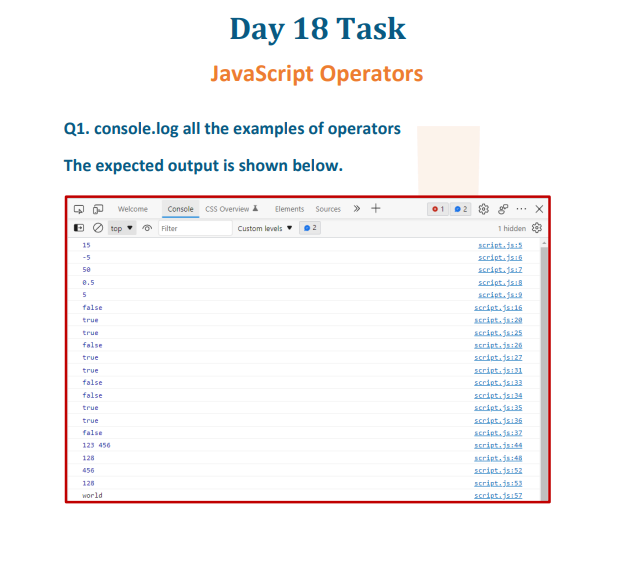 Day 18 Task
JavaScript Operators
Q1. console.log all the examples of operators
The expected output is shown below.
Welcome Console CSS Overview Elements Sources » + 1 2 ··· ×
top ▼ Filter Custom levels ▼ 2 1 hidden
15 script.js:5
-5 script.js:6
50 script.js:7
0.5 script.js:8
5 script.js:9
false script.js:16
true script.js:20
true script.js:25
false script.js:26
true script.js:27
true script.js:31
false script.js:33
false script.js:34
true script.js:35
true script.js:36
false script.js:37
123 456 script.js:44
128 script.js:48
456 script.js:52
128 script.js:53
world script.js:57